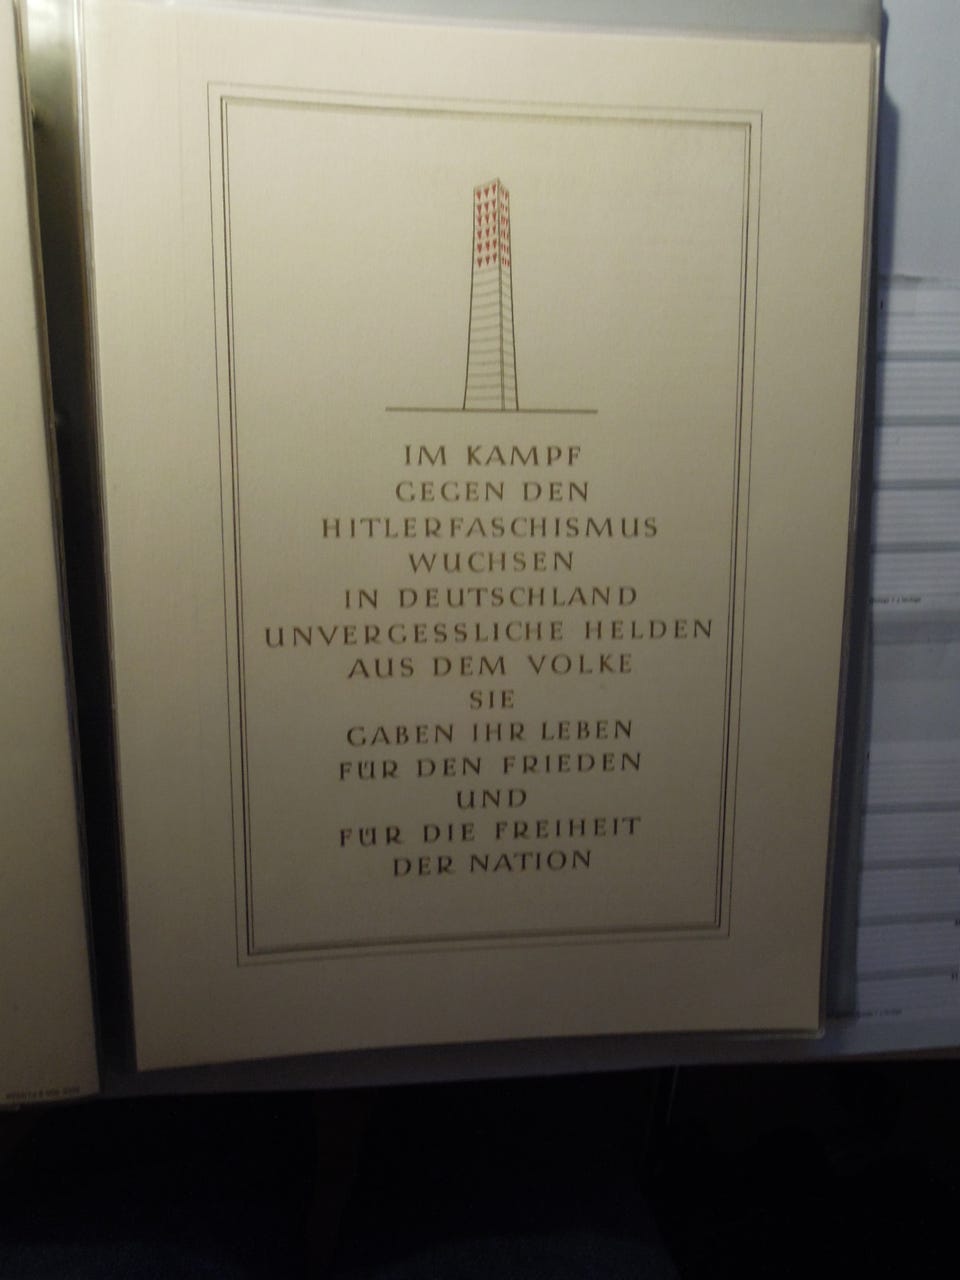 IM KAMPF
GEGEN DEN
HITLERFASCHISMUS
WUCHSEN
IN DEUTSCHLAND
UNVERGESSLICHE HELDEN
AUS DEM VOLKE
SIE
GABEN IHR LEBEN
FÜR DEN FRIEDEN
UND
FÜR DIE FREIHEIT
DER NATION